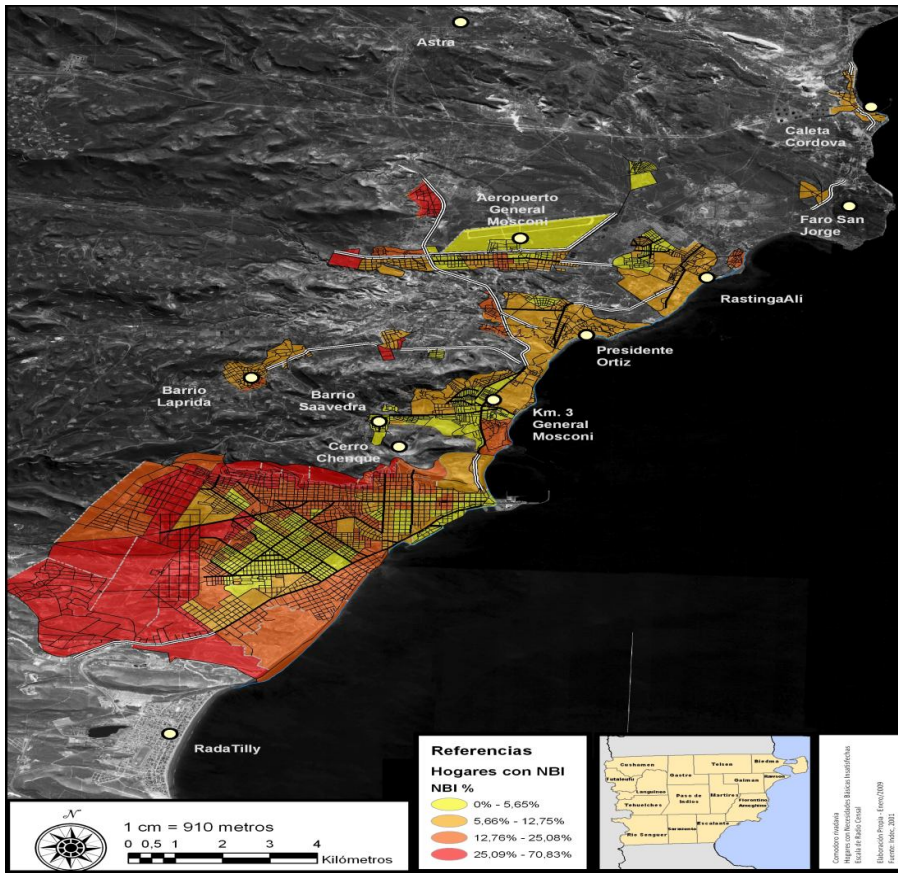 Astra
Caleta
Cordova
Aeropuerto
General
Mosconi
Faro San
Jorge
RastingaAli
Presidente
Ortiz
Barrio
Laprida
Barrio
Saavedra
Km. 3
General
Mosconi
Cerro
Chenque
RadaTilly
N
1 cm = 910 metros
0 0,5 1 2 3 4
Kilómetros
Referencias
Hogares con NBI
NBI %
0% - 5,65%
5,66% - 12,75%
12,76% - 25,08%
25,09% - 70,83%
Cushamen
Telsen
Biedma
Gastre
Futaleufú
Languineo
Gaiman
Rawson
Tehuelches
Paso de
Indios
Martires
Florentino
Ameghino
Rio Senguer
Sarmiento
Escalante
Comodoro rivadavia
Hogares con Necesidades Básicas Insatisfechas
Escala de Radio Censal
Elaboración Propia - Enero/2009
Fuente: Indec, 2001